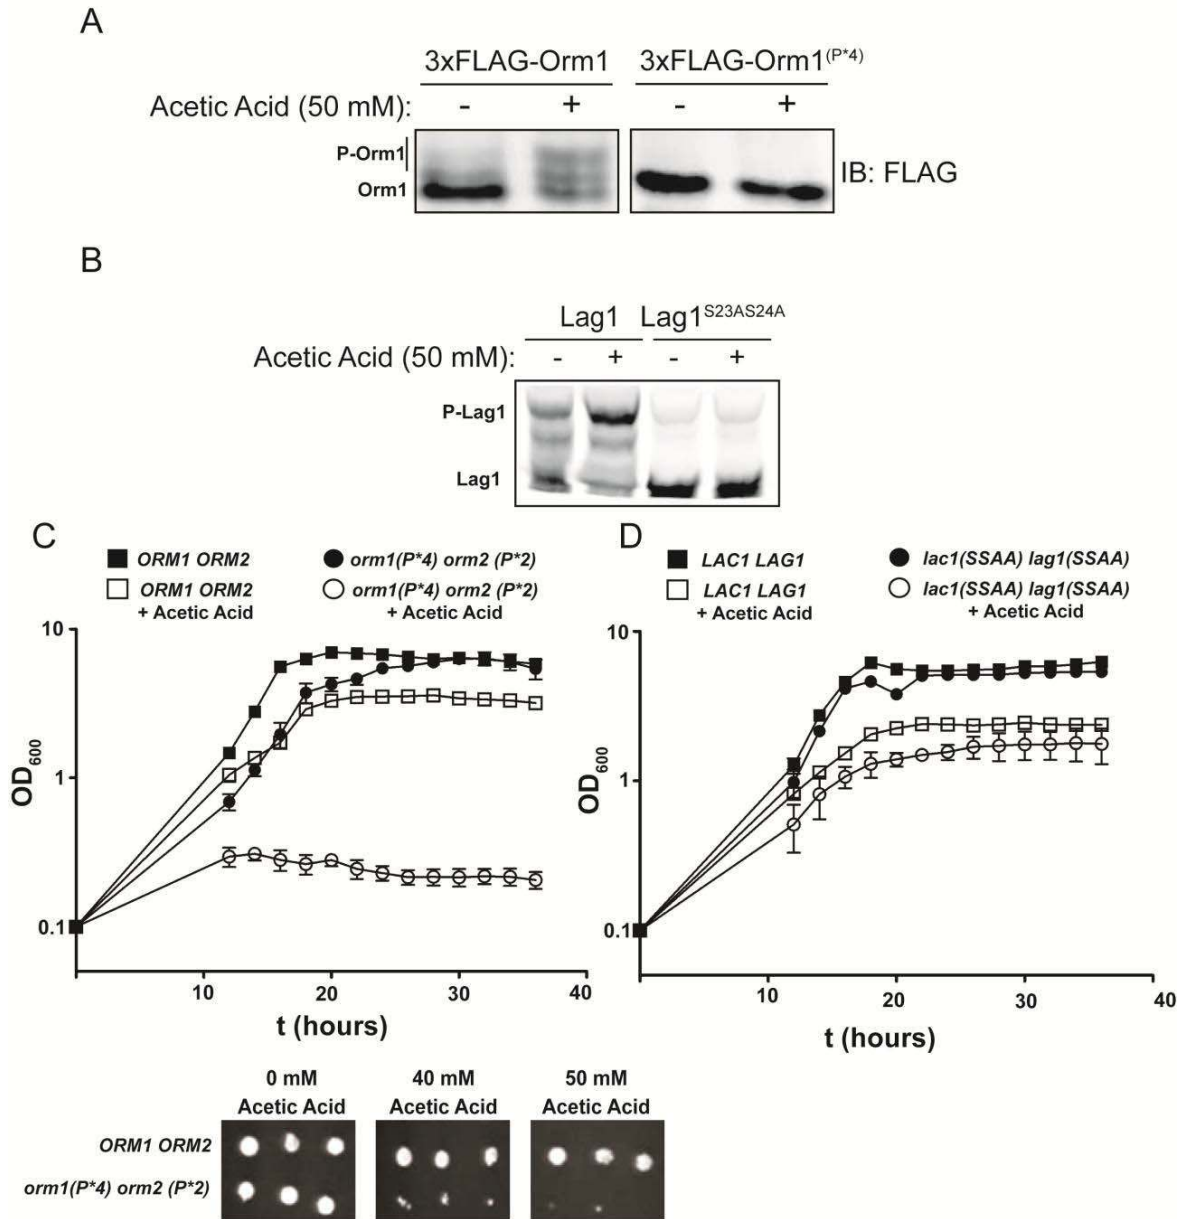 A
3xFLAG-Orm1 3xFLAG-Orm1(P*4)
Acetic Acid (50 mM): - + - +
P-Orm1
Orm1
IB: FLAG
B
Lag1 Lag1S23AS24A
Acetic Acid (50 mM): - + - +
P-Lag1
Lag1
C
ORM1 ORM2 orm1(P*4) orm2 (P*2)
ORM1 ORM2 orm1(P*4) orm2 (P*2)
+ Acetic Acid + Acetic Acid
10
1
0.1
OD600
10 20 30 40
t (hours)
0 mM 40 mM 50 mM
Acetic Acid Acetic Acid Acetic Acid
ORM1 ORM2
orm1(P*4) orm2 (P*2)
D
LAC1 LAG1 lac1(SSAA) lag1(SSAA)
LAC1 LAG1 lac1(SSAA) lag1(SSAA)
+ Acetic Acid + Acetic Acid
10
1
0.1
OD600
10 20 30 40
t (hours)